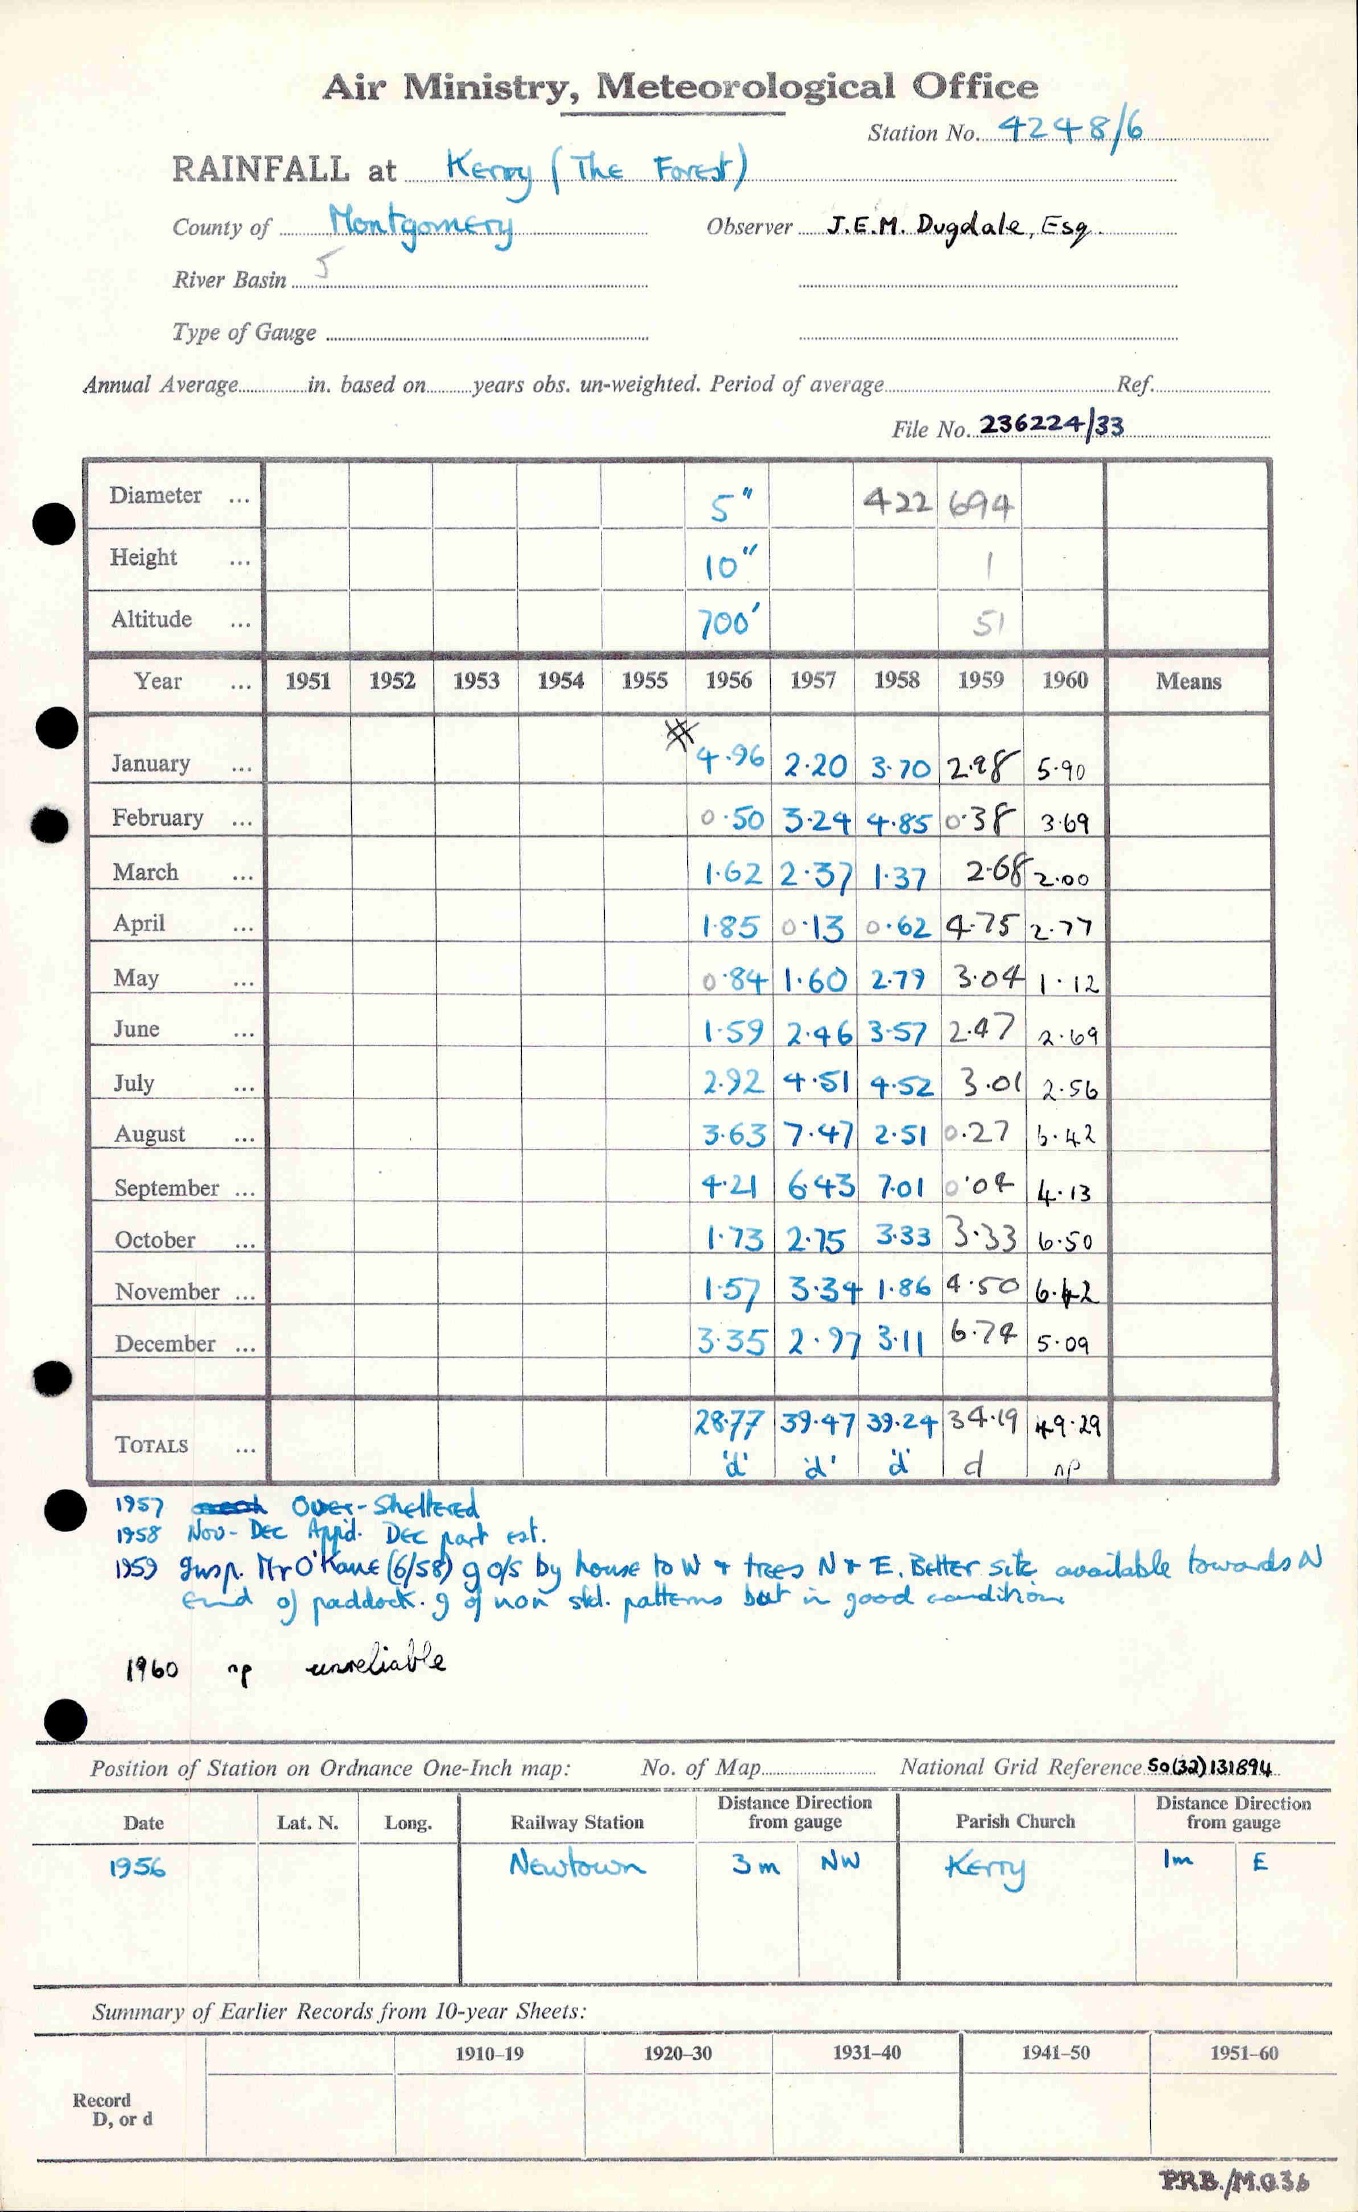 Air Ministry, Meteorological Office
Station No. 4248/6
RAINFALL at Kerry (The Forest)
County of Montgomery Observer J.E.M. Dugdale, Esq.
River Basin 5
Type of Gauge
Annual Average in. based on years obs. un-weighted. Period of average Ref.
File No. 236224/33
Diameter ... 5" 422 694
Height ... 10" 1
Altitude ... 700' 51
Year ... 1951 1952 1953 1954 1955 1956 1957 1958 1959 1960 Means
January ... 4.96 2.20 3.70 2.98 5.90
February ... 0.50 3.24 4.85 0.38 3.69
March ... 1.62 2.37 1.37 2.68 2.00
April ... 1.85 0.13 0.62 4.75 2.77
May ... 0.84 1.60 2.79 3.04 1.12
June ... 1.59 2.46 3.57 2.47 2.69
July ... 2.92 4.51 4.52 3.01 2.56
August ... 3.63 7.47 2.51 0.27 6.42
September ... 4.21 6.43 7.01 0.04 4.13
October ... 1.73 2.75 3.33 3.33 6.50
November ... 1.57 3.34 1.86 4.50 6.42
December ... 3.35 2.97 3.11 6.74 5.09
TOTALS ... 28.77 39.47 39.24 34.19 49.29
'd' 'd' 'd' d np
1957 Over-Sheltered
1958 Nov-Dec Appd. Dec part est.
1959 Insp. Mr O'Kane (6/58) g o/s by house to W + trees N + E. Better site available towards N
End of paddock. g of non std. patterns but in good condition
1960 np unreliable
Position of Station on Ordnance One-Inch map: No. of Map National Grid Reference SO(32)131894
Date Lat. N. Long. Railway Station Distance Direction from gauge Parish Church Distance Direction from gauge
1956 Newtown 3m NW Kerry 1m E
Summary of Earlier Records from 10-year Sheets:
1910–19 1920–30 1931–40 1941–50 1951–60
Record
D, or d
P.R.B./M.O.36